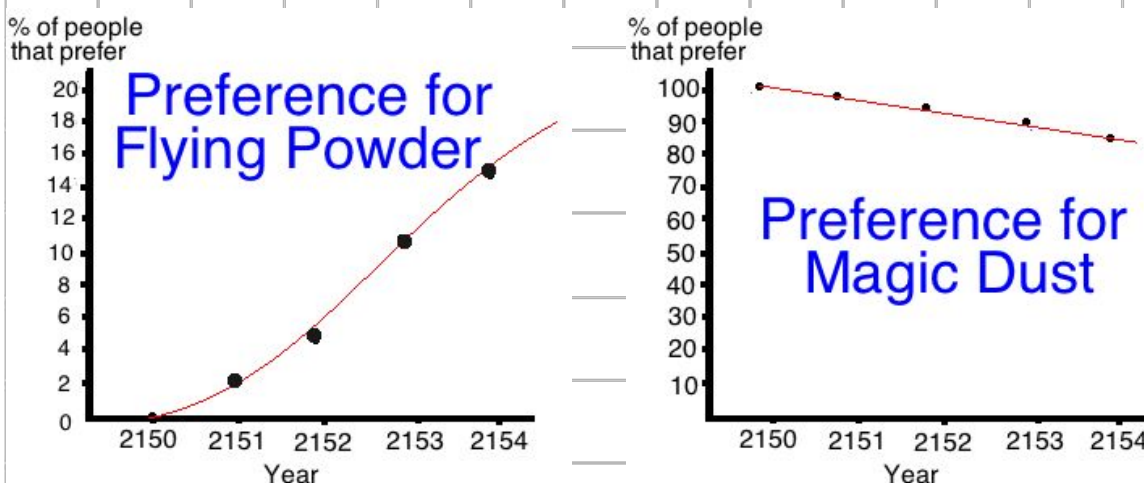 % of people
that prefer
Preference for
Flying Powder
20
18
16
14
12
10
8
6
4
2
0
2150 2151 2152 2153 2154
Year
% of people
that prefer
100
90
80
70
60
50
40
30
20
10
Preference for
Magic Dust
2150 2151 2152 2153 2154
Year